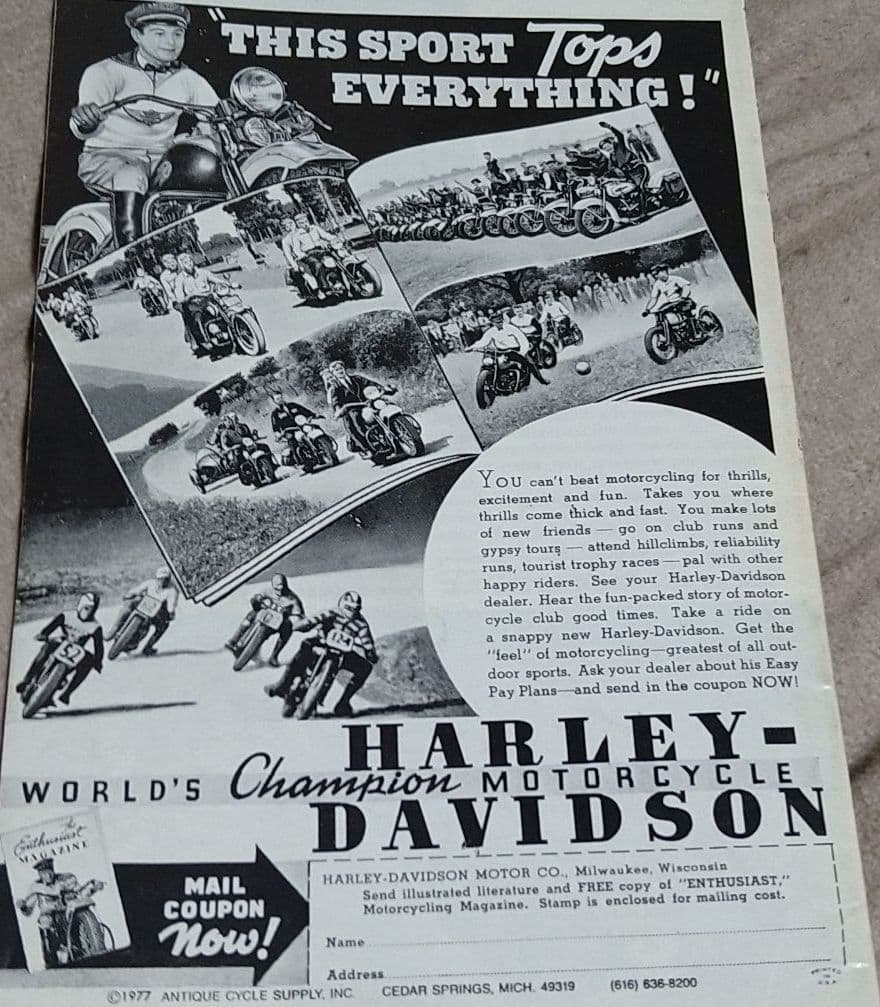 "THIS SPORT Tops
EVERYTHING!"
YOU can't beat motorcycling for thrills,
excitement and fun. Takes you where
thrills come thick and fast. You make lots
of new friends — go on club runs and
gypsy tours — attend hillclimbs, reliability
runs, tourist trophy races — pal with other
happy riders. See your Harley-Davidson
dealer. Hear the fun-packed story of motor-
cycle club good times. Take a ride on
a snappy new Harley-Davidson. Get the
"feel" of motorcycling—greatest of all out-
door sports. Ask your dealer about his Easy
Pay Plans—and send in the coupon NOW!
HARLEY-
WORLD'S Champion MOTORCYCLE
DAVIDSON
The
Enthusiast
MAGAZINE
MAIL
COUPON
Now!
HARLEY-DAVIDSON MOTOR CO., Milwaukee, Wisconsin
Send illustrated literature and FREE copy of "ENTHUSIAST,"
Motorcycling Magazine. Stamp is enclosed for mailing cost.
Name
Address
©1977 ANTIQUE CYCLE SUPPLY, INC. CEDAR SPRINGS, MICH. 49319 (616) 636-8200
PRINTED
IN
U.S.A.